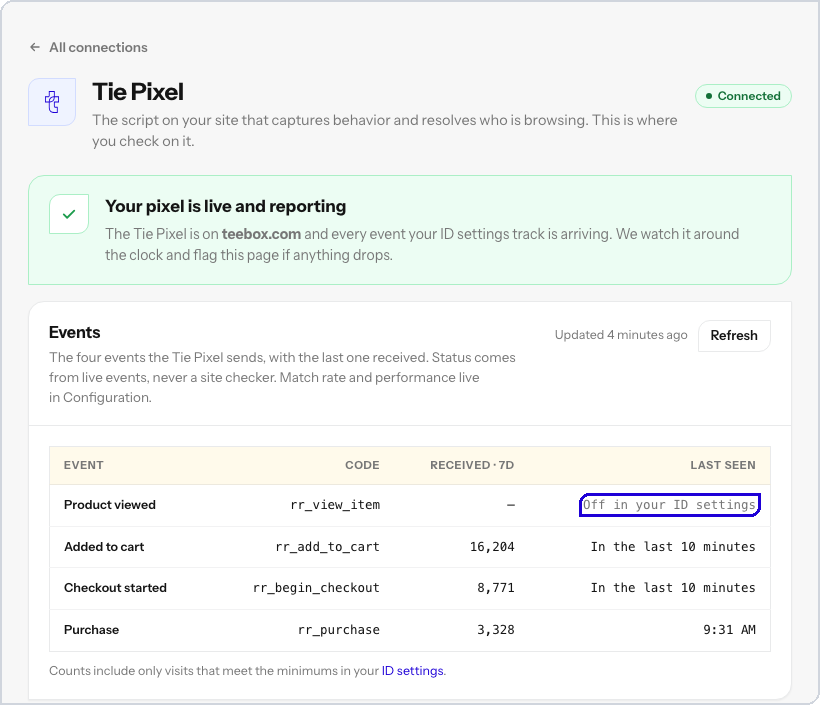 ← All connections
Tie Pixel
Connected
The script on your site that captures behavior and resolves who is browsing. This is where
you check on it.
Your pixel is live and reporting
The Tie Pixel is on teebox.com and every event your ID settings track is arriving. We watch it around
the clock and flag this page if anything drops.
Events
Updated 4 minutes ago
Refresh
The four events the Tie Pixel sends, with the last one received. Status comes
from live events, never a site checker. Match rate and performance live
in Configuration.
EVENT CODE RECEIVED · 7D LAST SEEN
Product viewed rr_view_item – Off in your ID settings
Added to cart rr_add_to_cart 16,204 In the last 10 minutes
Checkout started rr_begin_checkout 8,771 In the last 10 minutes
Purchase rr_purchase 3,328 9:31 AM
Counts include only visits that meet the minimums in your ID settings.